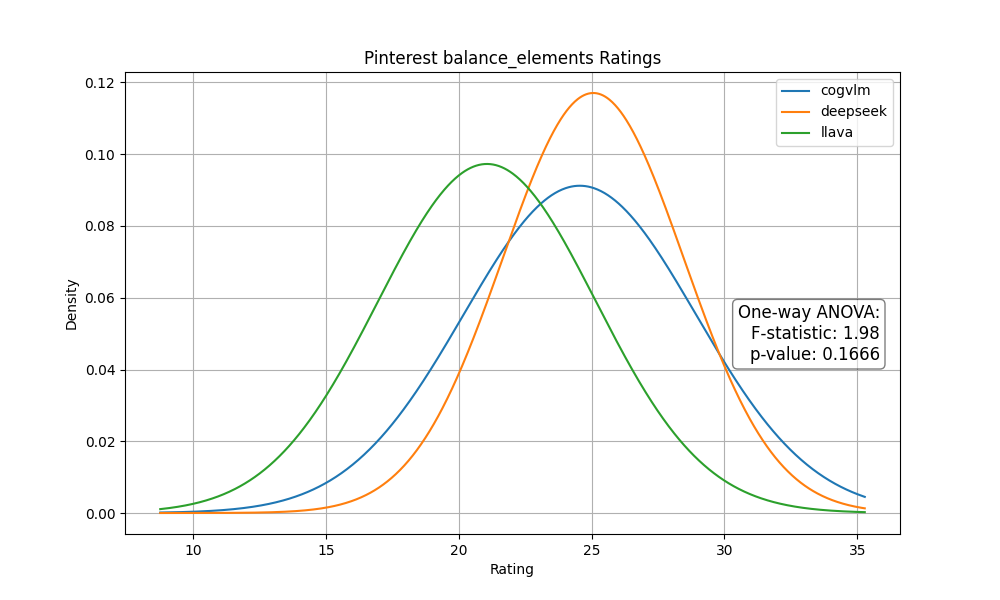 Pinterest balance_elements Ratings
cogvlm
deepseek
llava
One-way ANOVA:
F-statistic: 1.98
p-value: 0.1666
Density
0.12
0.10
0.08
0.06
0.04
0.02
0.00
10 15 20 25 30 35
Rating